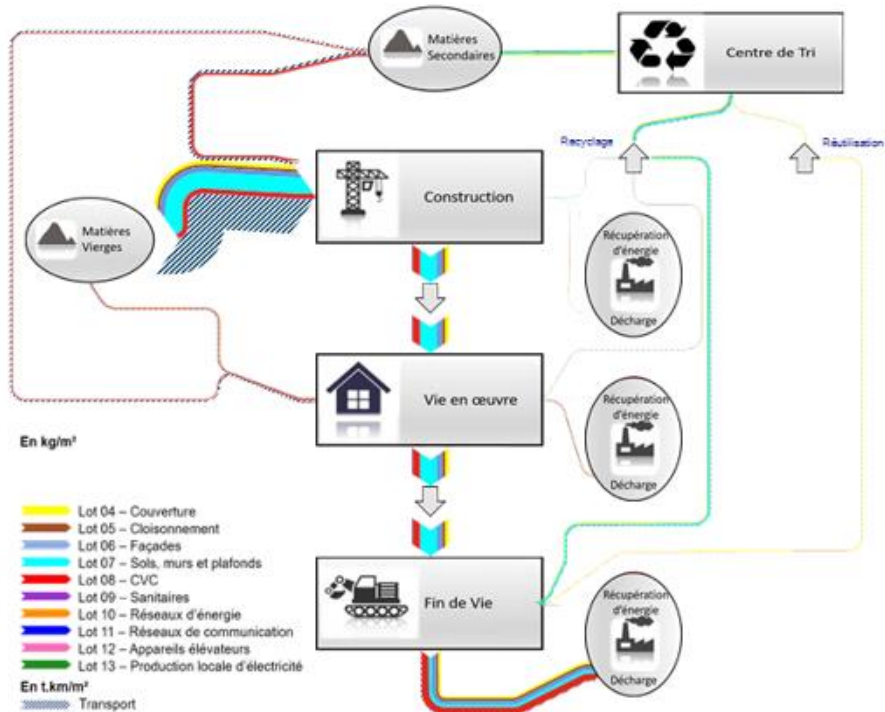 Matières
Secondaires
Centre de Tri
Recyclage
Réutilisation
Construction
Matières
Vierges
Récupération
d'énergie
Décharge
Vie en œuvre
Récupération
d'énergie
Décharge
En kg/m²
Lot 04 – Couverture
Lot 05 – Cloisonnement
Lot 06 – Façades
Lot 07 – Sols, murs et plafonds
Lot 08 – CVC
Lot 09 – Sanitaires
Lot 10 – Réseaux d'énergie
Lot 11 – Réseaux de communication
Lot 12 – Appareils élévateurs
Lot 13 – Production locale d'électricité
En t.km/m²
Transport
Fin de Vie
Récupération
d'énergie
Décharge